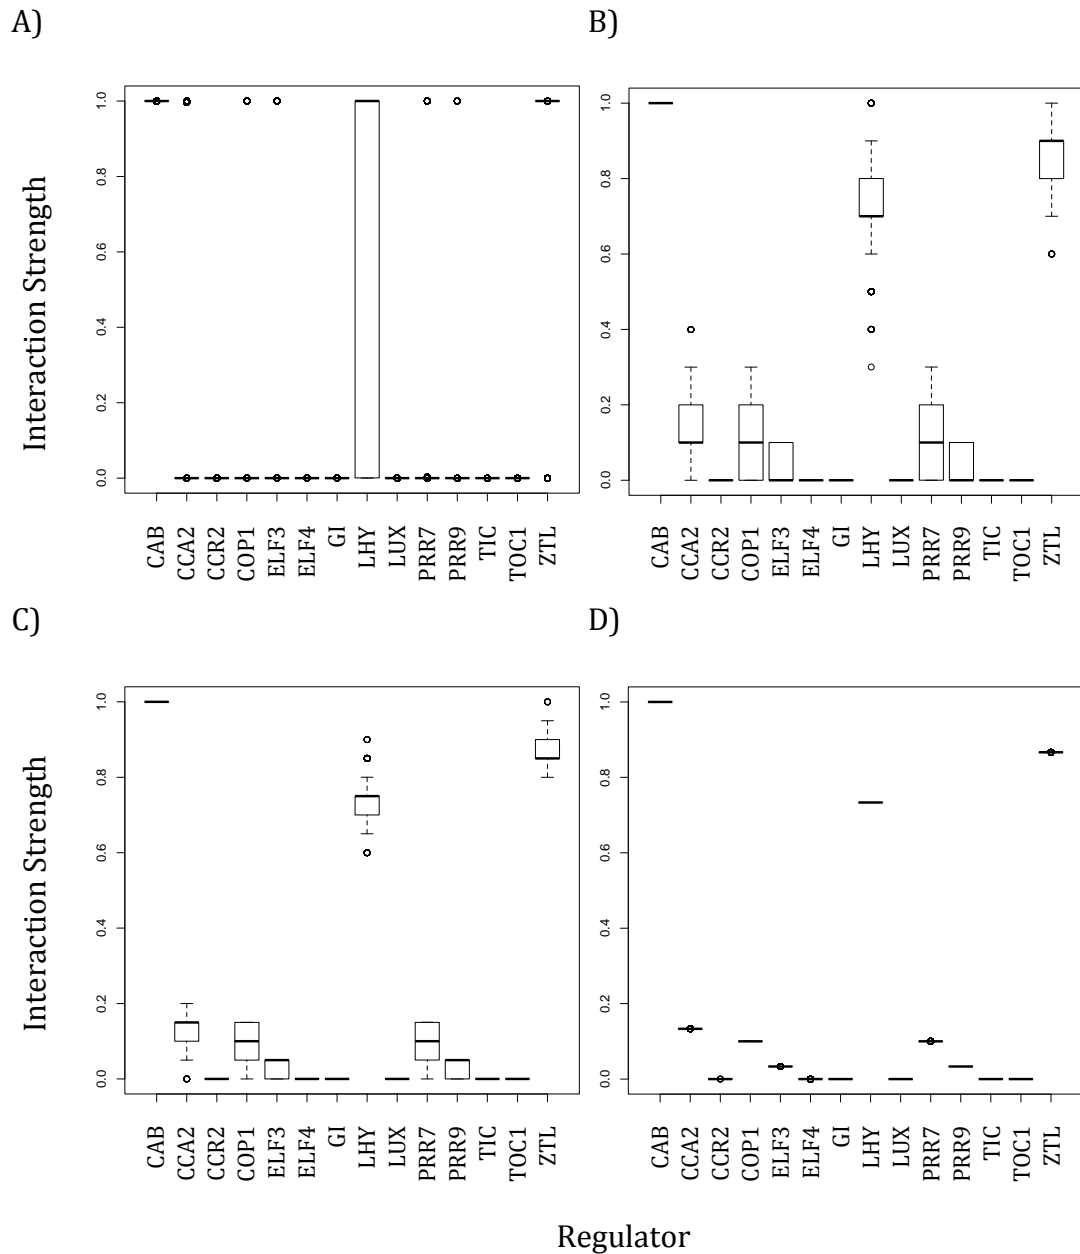 A)
B)
Interaction Strength
1.0
0.8
0.6
0.4
0.2
0.0
CAB CCA2 CCR2 COP1 ELF3 ELF4 GI LHY LUX PRR7 PRR9 TIC TOC1 ZTL
1.0
0.8
0.6
0.4
0.2
0.0
CAB CCA2 CCR2 COP1 ELF3 ELF4 GI LHY LUX PRR7 PRR9 TIC TOC1 ZTL
C)
D)
Interaction Strength
1.0
0.8
0.6
0.4
0.2
0.0
CAB CCA2 CCR2 COP1 ELF3 ELF4 GI LHY LUX PRR7 PRR9 TIC TOC1 ZTL
1.0
0.8
0.6
0.4
0.2
0.0
CAB CCA2 CCR2 COP1 ELF3 ELF4 GI LHY LUX PRR7 PRR9 TIC TOC1 ZTL
Regulator